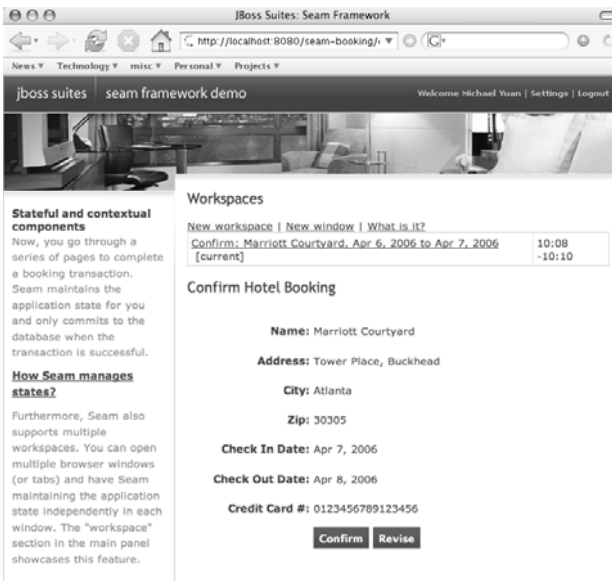 JBoss Suites: Seam Framework
http://localhost:8080/seam-booking/
News Technology misc Personal Projects
jboss suites seam framework demo
Welcome Michael Yuan | Settings | Logout
Stateful and contextual
components
Now, you go through a
series of pages to complete
a booking transaction.
Seam maintains the
application state for you
and only commits to the
database when the
transaction is successful.
How Seam manages
states?
Furthermore, Seam also
supports multiple
workspaces. You can open
multiple browser windows
(or tabs) and have Seam
maintaining the application
state independently in each
window. The "workspace"
section in the main panel
showcases this feature.
Workspaces
New workspace | New window | What is it?
Confirm: Marriott Courtyard, Apr 6, 2006 to Apr 7, 2006
[current]
10:08
-10:10
Confirm Hotel Booking
Name: Marriott Courtyard
Address: Tower Place, Buckhead
City: Atlanta
Zip: 30305
Check In Date: Apr 7, 2006
Check Out Date: Apr 8, 2006
Credit Card #: 0123456789123456
Confirm Revise